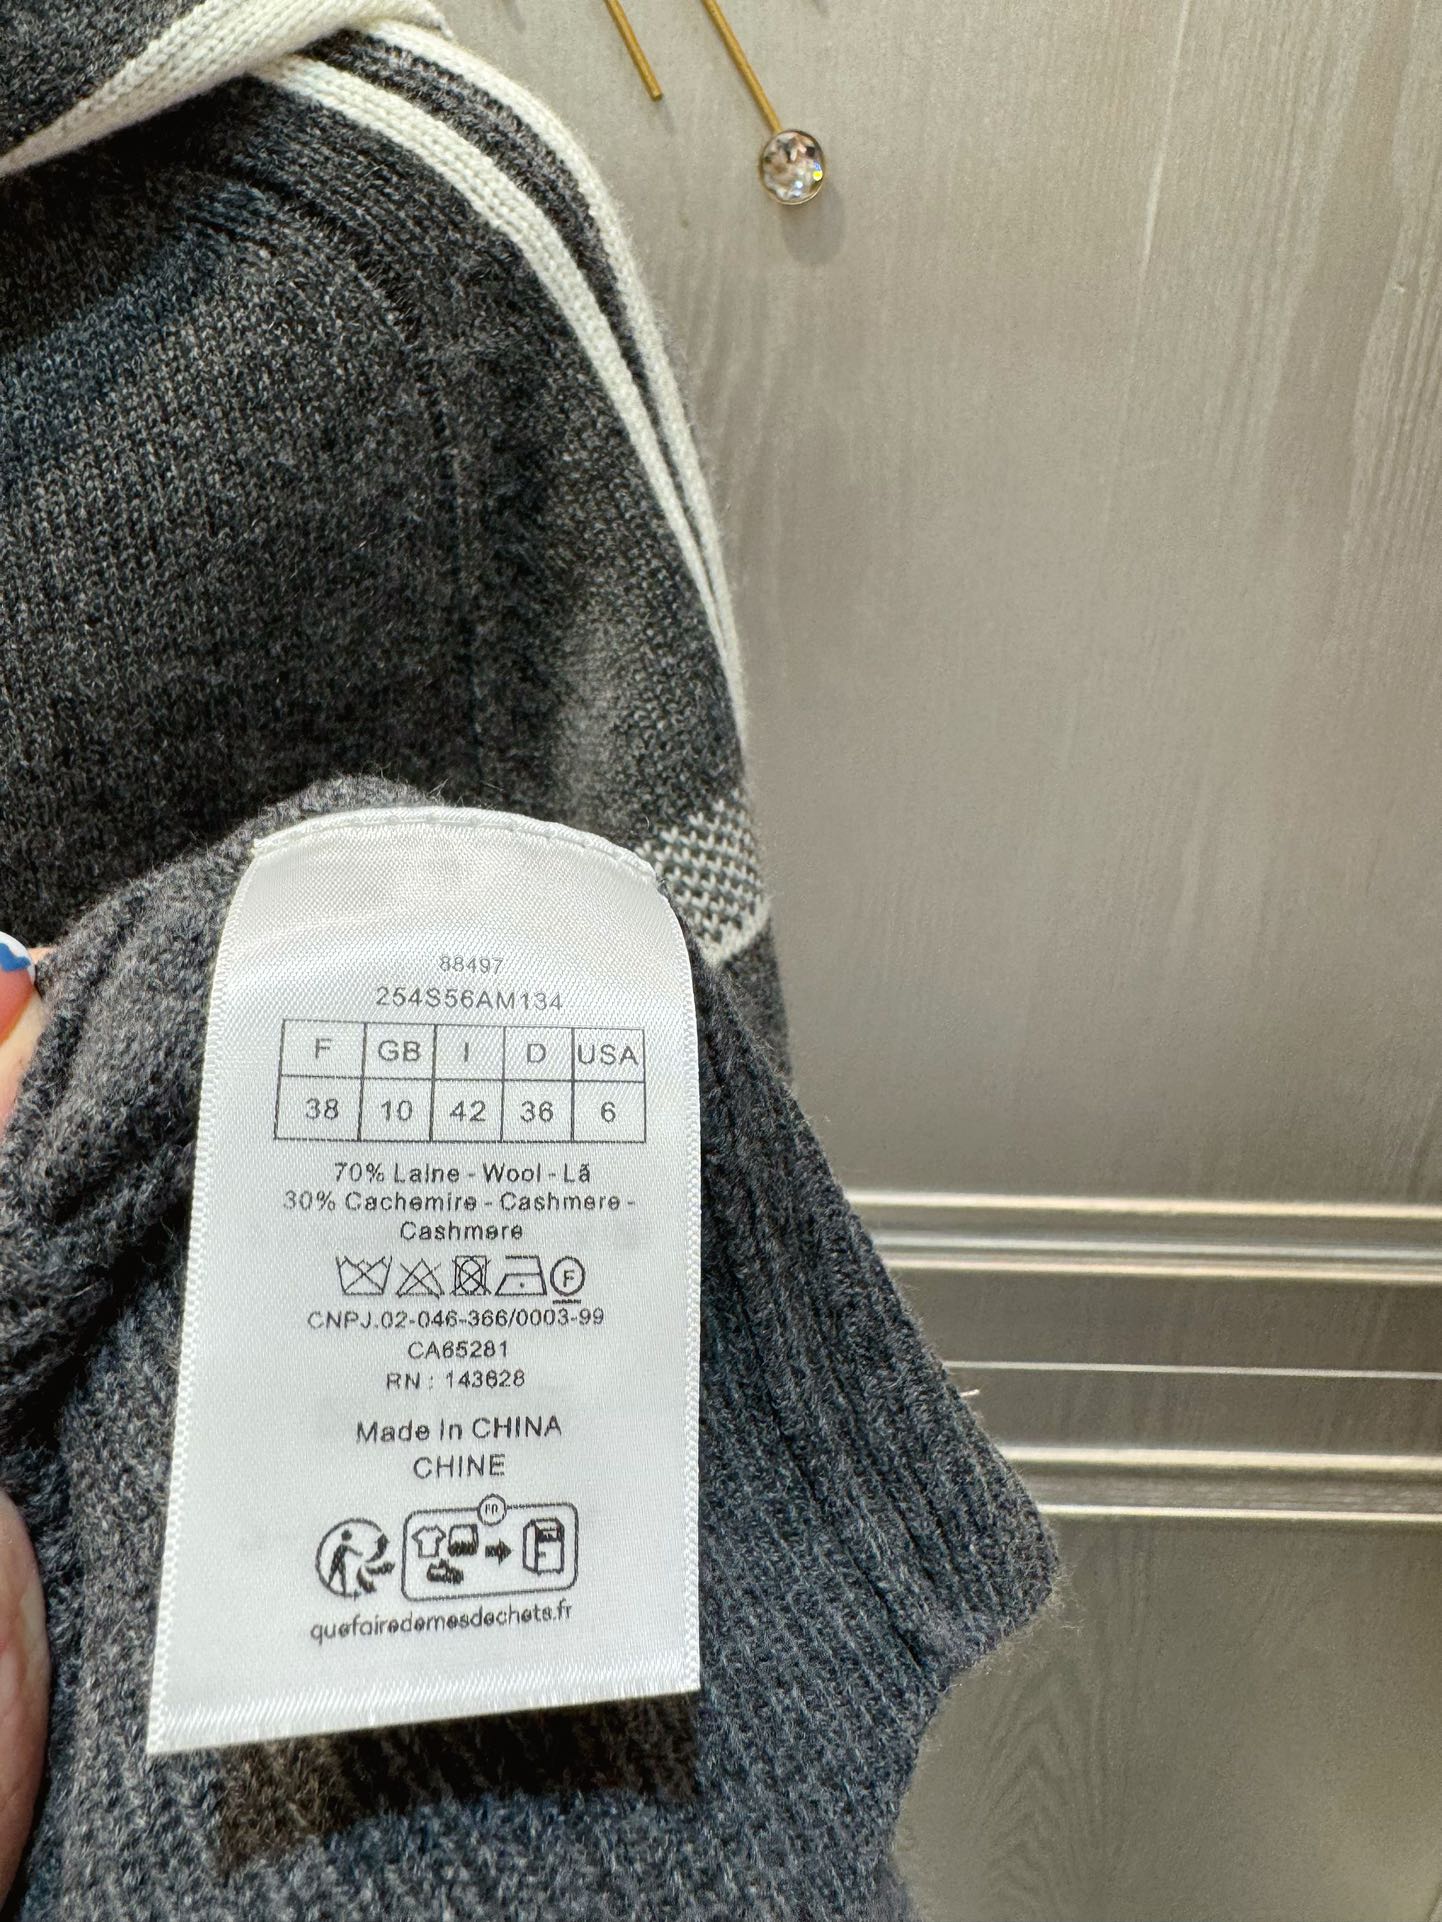 88497
254S56AM134
F GB I D USA
38 10 42 36 6
70% Laine - Wool - Lã
30% Cachemire - Cashmere -
Cashmere
F
CNPJ.02-046-366/0003-99
CA65281
RN : 143628
Made in CHINA
CHINE
FR
quefairedemesdechets.fr